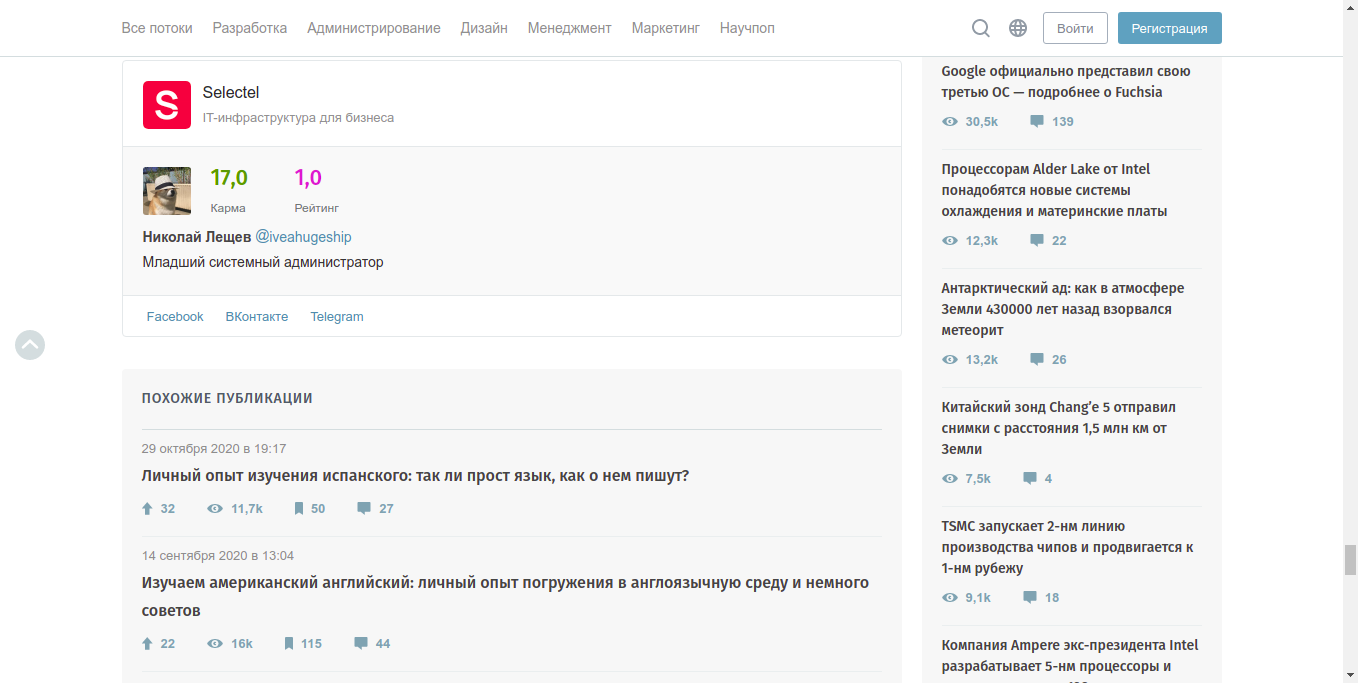 Все потоки Разработка Администрирование Дизайн Менеджмент Маркетинг Научпоп Войти Регистрация
S
Selectel
IT-инфраструктура для бизнеса
17,0 1,0
Карма Рейтинг
Николай Лещев @iveahugeship
Младший системный администратор
Facebook ВКонтакте Telegram
ПОХОЖИЕ ПУБЛИКАЦИИ
29 октября 2020 в 19:17
Личный опыт изучения испанского: так ли прост язык, как о нем пишут?
32 11,7k 50 27
14 сентября 2020 в 13:04
Изучаем американский английский: личный опыт погружения в англоязычную среду и немного
советов
22 16k 115 44
Google официально представил свою
третью ОС — подробнее о Fuchsia
30,5k 139
Процессорам Alder Lake от Intel
понадобятся новые системы
охлаждения и материнские платы
12,3k 22
Антарктический ад: как в атмосфере
Земли 430000 лет назад взорвался
метеорит
13,2k 26
Китайский зонд Chang’e 5 отправил
снимки с расстояния 1,5 млн км от
Земли
7,5k 4
TSMC запускает 2-нм линию
производства чипов и продвигается к
1-нм рубежу
9,1k 18
Компания Ampere экс-президента Intel
разрабатывает 5-нм процессоры и